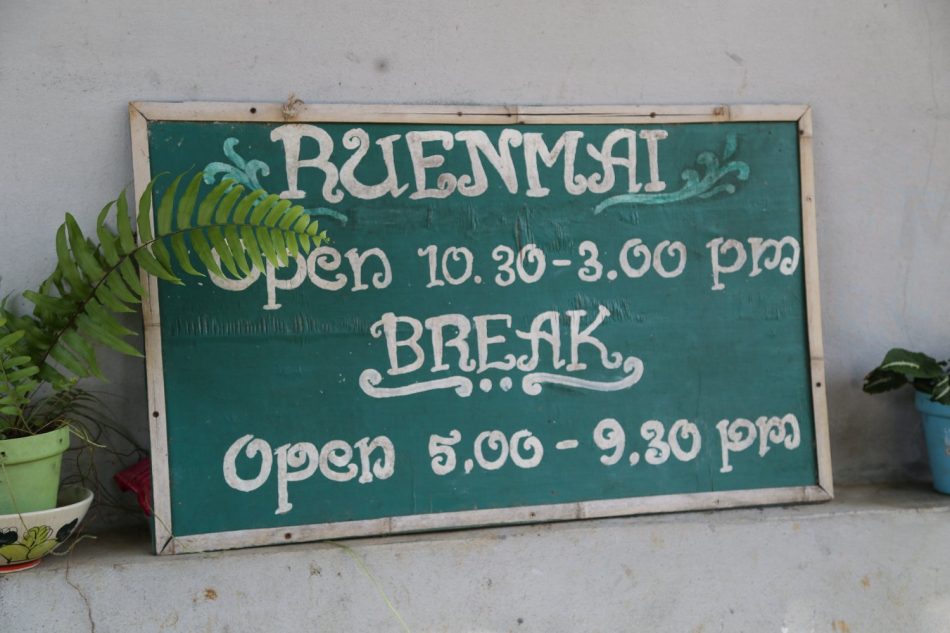 RUENMAI
Open 10.30-3.00 pm
BREAK
Open 5.00-9.30 pm